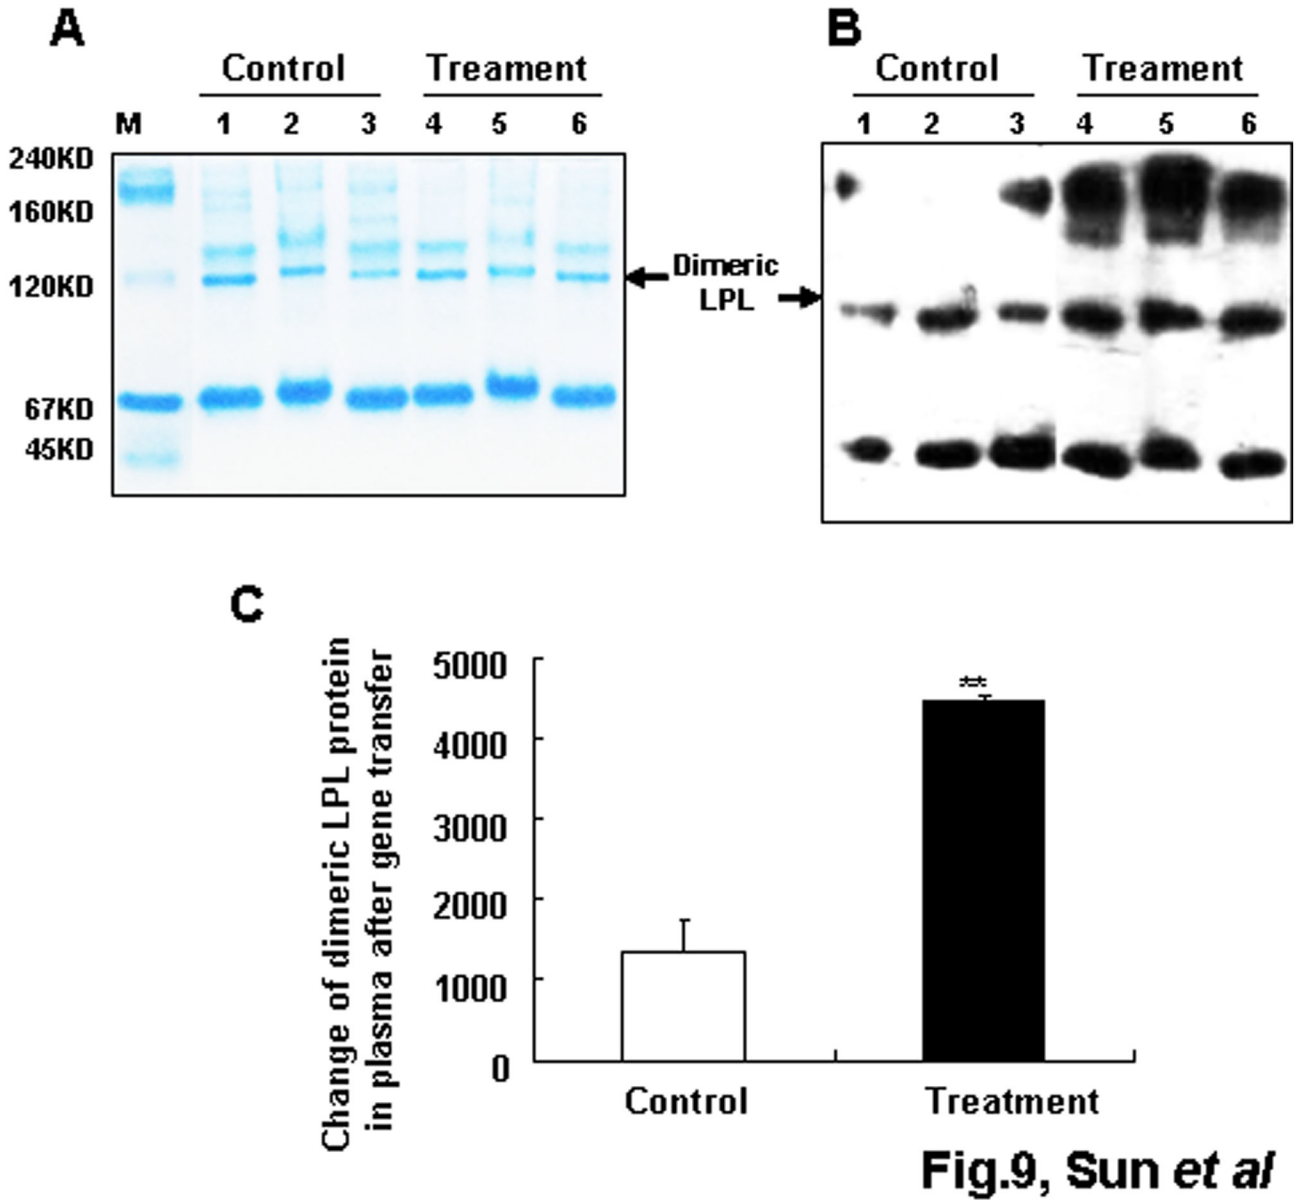 A
Control Treament
M 1 2 3 4 5 6
240KD
160KD
120KD
67KD
45KD
Dimeric
LPL
B
Control Treament
1 2 3 4 5 6
C
Change of dimeric LPL protein
in plasma after gene transfer
5000
4000
3000
2000
1000
0
**
Control Treatment
Fig.9, Sun et al